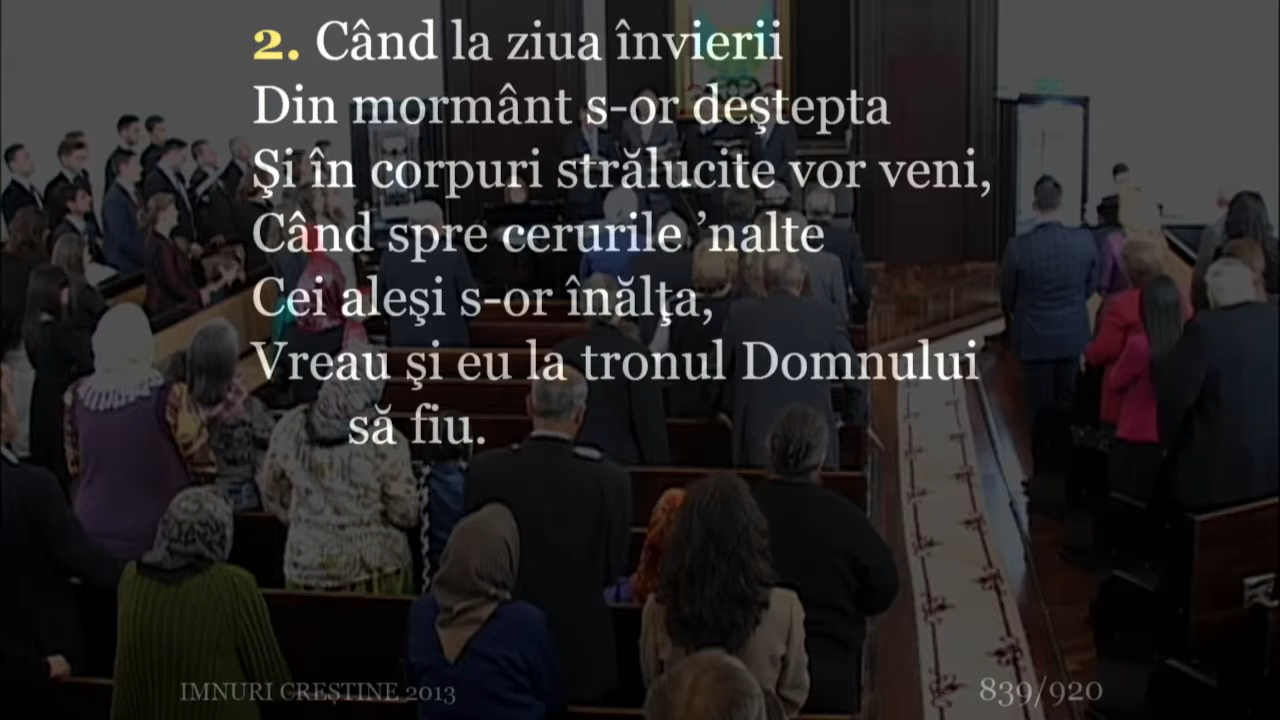 2. Când la ziua învierii
Din mormânt s-or deştepta
Şi în corpuri strălucite vor veni,
Când spre cerurile ’nalte
Cei aleşi s-or înălţa,
Vreau şi eu la tronul Domnului
să fiu.
IMNURI CREȘTINE 2013
839/920